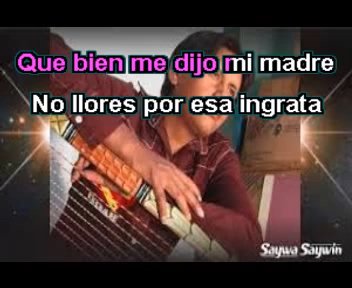 Que bien me dijo mi madre
No llores por esa ingrata
Saywa Saywin